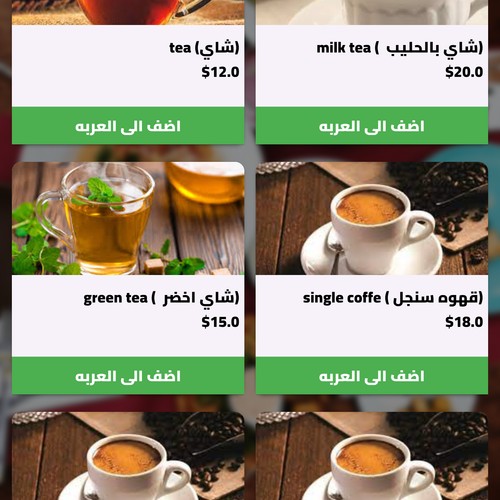 (شاي) tea
$12.0
اضف الى العربه
(شاي بالحليب ) milk tea
$20.0
اضف الى العربه
(شاي اخضر ) green tea
$15.0
اضف الى العربه
(قهوه سنجل ) single coffe
$18.0
اضف الى العربه